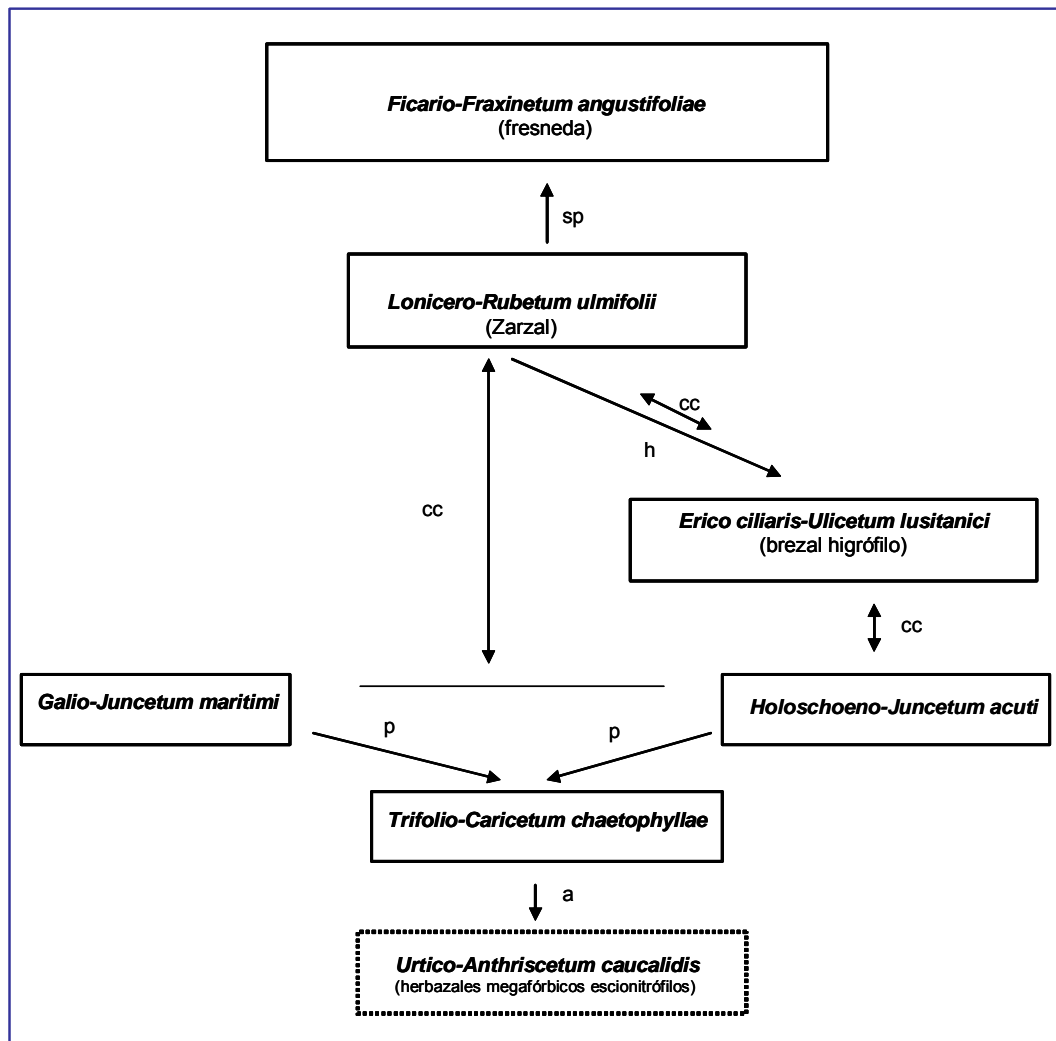 Ficario-Fraxinetum angustifoliae
(fresneda)
sp
Lonicero-Rubetum ulmifolii
(Zarzal)
cc
h
cc
Erico ciliaris-Ulicetum lusitanici
(brezal higrófilo)
cc
Galio-Juncetum maritimi
Holoschoeno-Juncetum acuti
p
p
Trifolio-Caricetum chaetophyllae
a
Urtico-Anthriscetum caucalidis
(herbazales megafórbicos escionitrófilos)